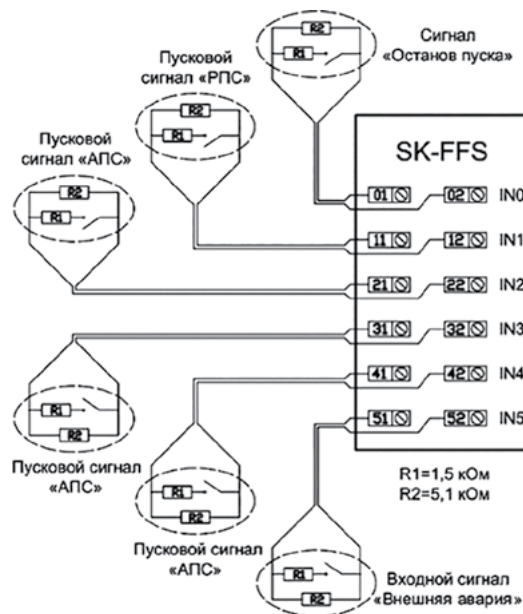 R2
R1
Сигнал
«Останов пуска»
Пусковой
сигнал «РПС»
R2
R1
Пусковой
сигнал «АПС»
R2
R1
SK-FFS
01 02 IN0
11 12 IN1
21 22 IN2
31 32 IN3
41 42 IN4
51 52 IN5
R1
R2
Пусковой сигнал
«АПС»
R1
R2
Пусковой сигнал
«АПС»
R1=1,5 кОм
R2=5,1 кОм
R1
R2
Входной сигнал
«Внешняя авария»